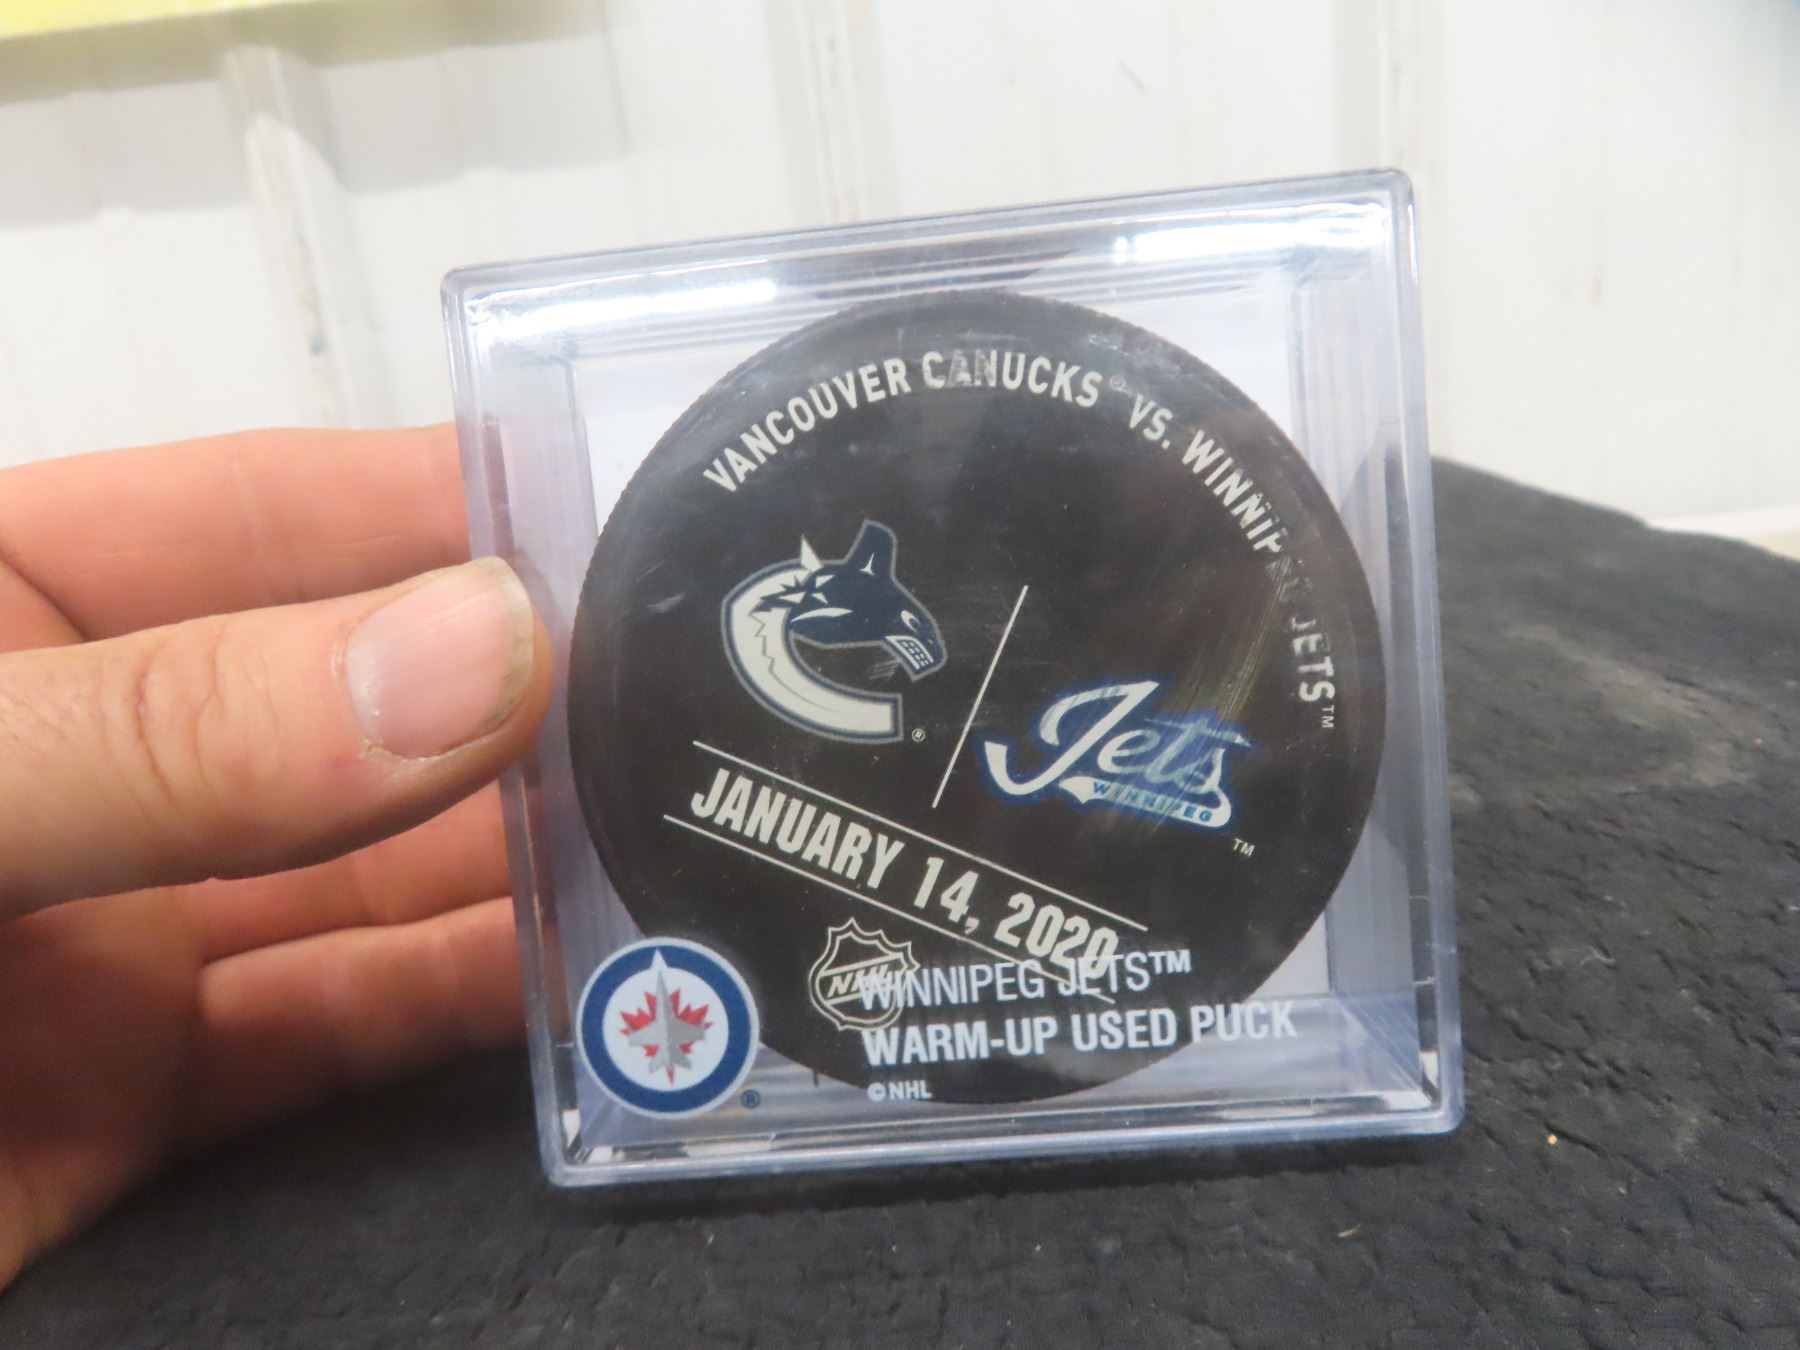 VANCOUVER CANUCKS® VS. WINNIPEG JETS™
®
Jets
WINNIPEG
™
JANUARY 14, 2020
NHL
WINNIPEG JETS™
WARM-UP USED PUCK
©NHL
®